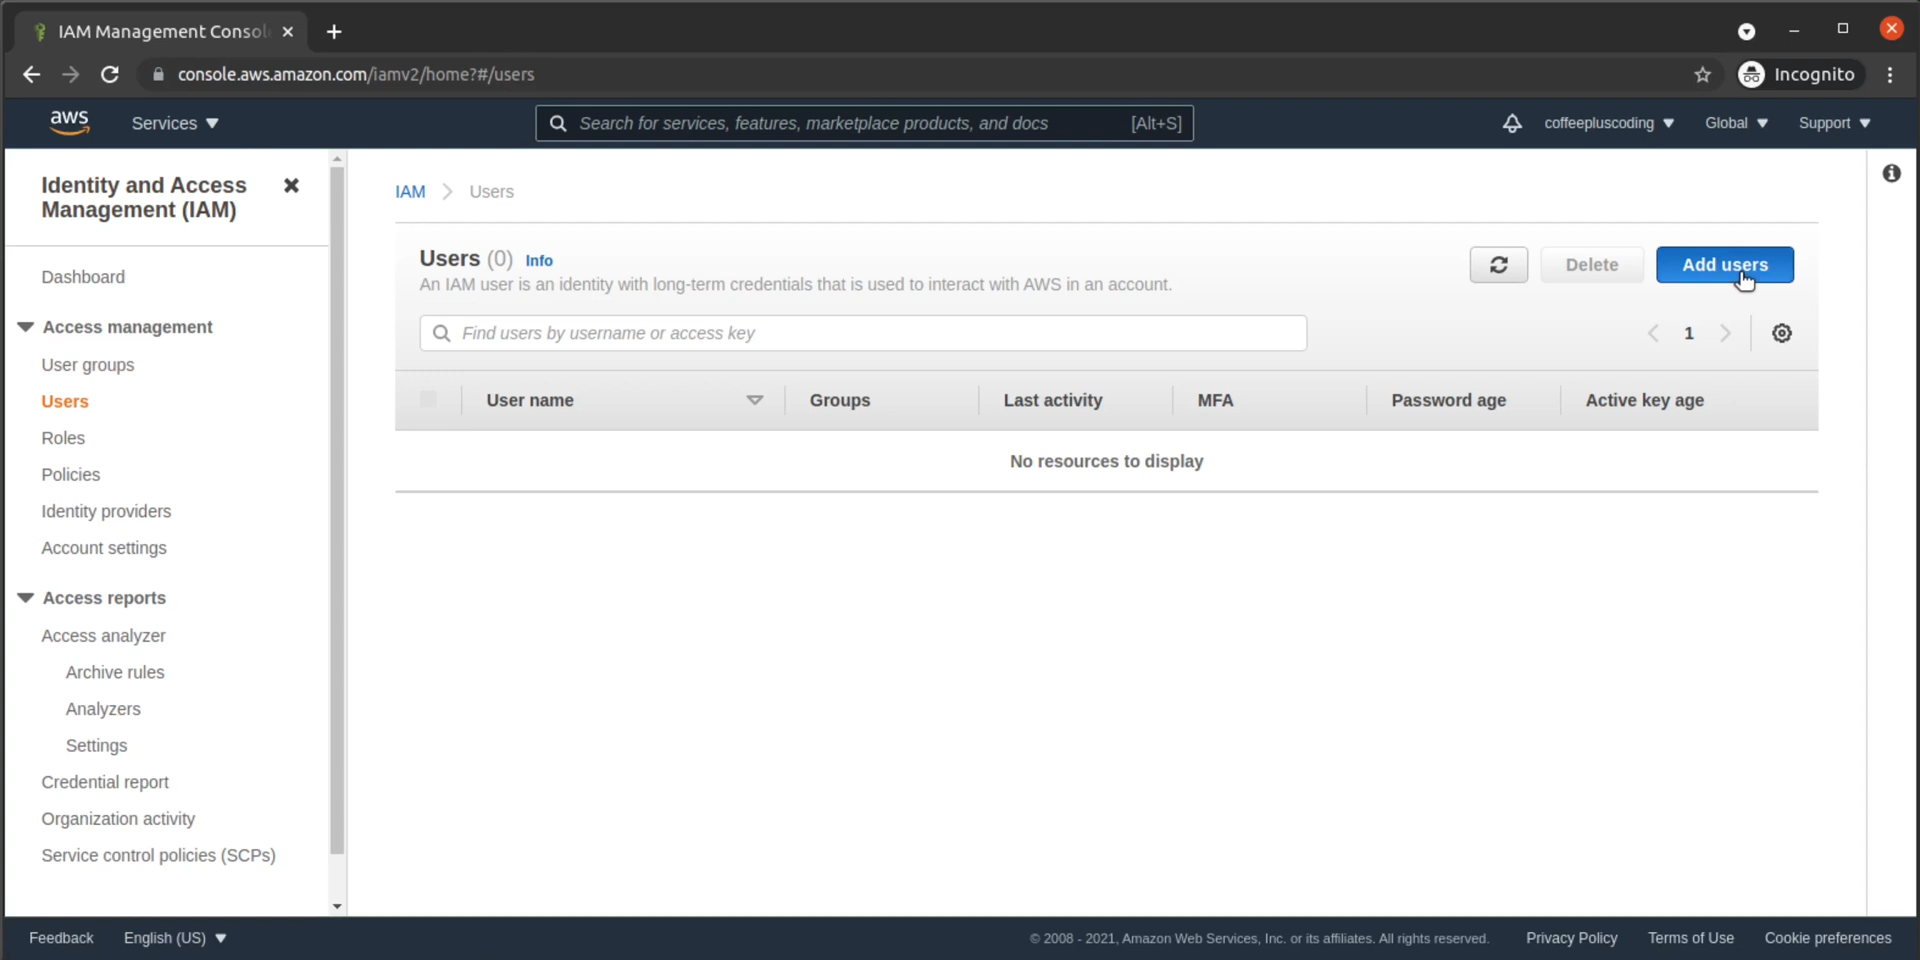 IAM Management Consol
console.aws.amazon.com/iamv2/home?#/users
Incognito
aws
Services
Search for services, features, marketplace products, and docs
[Alt+S]
coffeepluscoding
Global
Support
Identity and Access
Management (IAM)
Dashboard
Access management
User groups
Users
Roles
Policies
Identity providers
Account settings
Access reports
Access analyzer
Archive rules
Analyzers
Settings
Credential report
Organization activity
Service control policies (SCPs)
IAM
Users
Users (0) Info
An IAM user is an identity with long-term credentials that is used to interact with AWS in an account.
Delete
Add users
Find users by username or access key
1
User name
Groups
Last activity
MFA
Password age
Active key age
No resources to display
Feedback
English (US)
© 2008 - 2021, Amazon Web Services, Inc. or its affiliates. All rights reserved.
Privacy Policy
Terms of Use
Cookie preferences